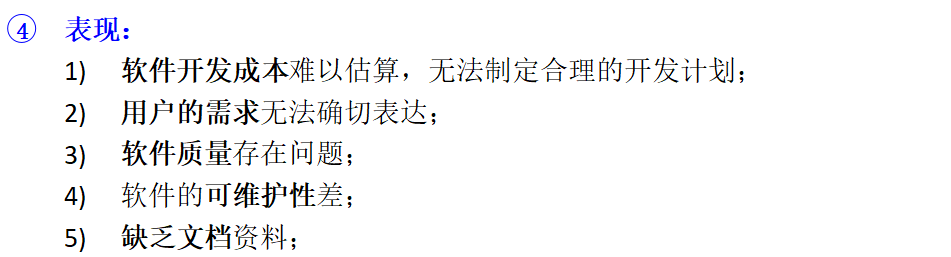 ④ 表现：
1) 软件开发成本难以估算，无法制定合理的开发计划；
2) 用户的需求无法确切表达；
3) 软件质量存在问题；
4) 软件的可维护性差；
5) 缺乏文档资料；